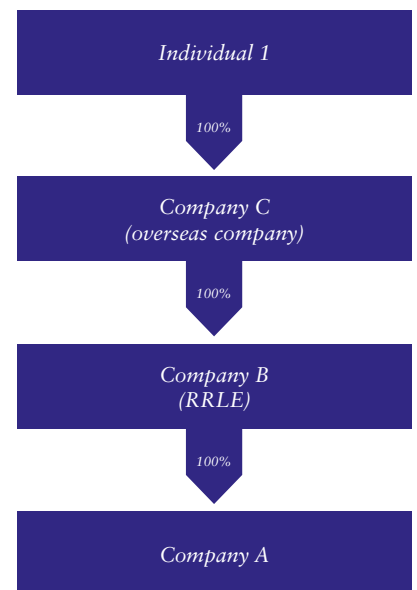 Individual 1
100%
Company C
(overseas company)
100%
Company B
(RRLE)
100%
Company A